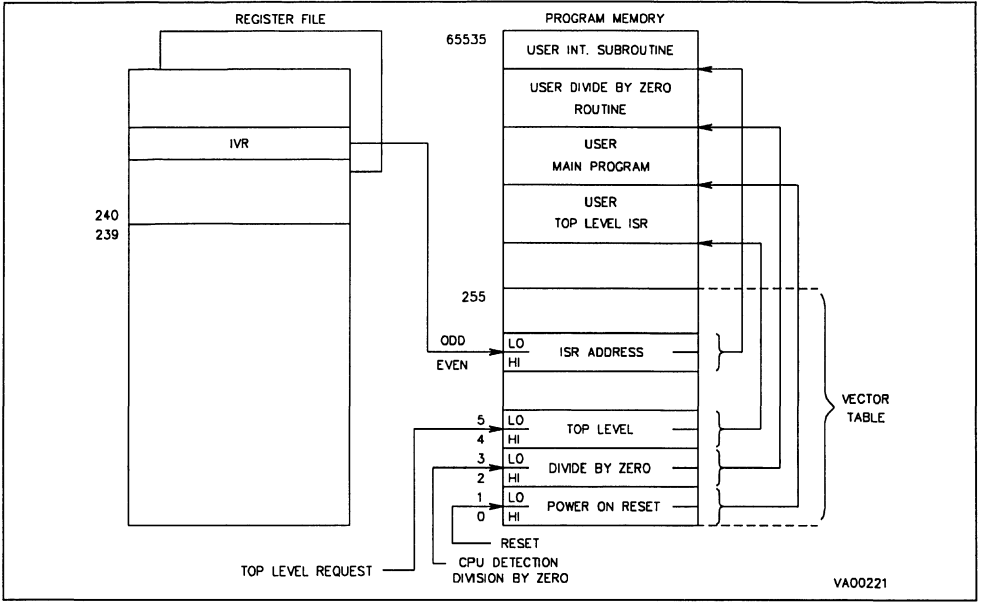 REGISTER FILE
PROGRAM MEMORY
65535
USER INT. SUBROUTINE
USER DIVIDE BY ZERO
ROUTINE
IVR
USER
MAIN PROGRAM
240
239
USER
TOP LEVEL ISR
255
ODD
EVEN
LO
HI
ISR ADDRESS
VECTOR
TABLE
5
4
LO
HI
TOP LEVEL
3
2
LO
HI
DIVIDE BY ZERO
1
0
LO
HI
POWER ON RESET
RESET
CPU DETECTION
DIVISION BY ZERO
TOP LEVEL REQUEST
VA00221